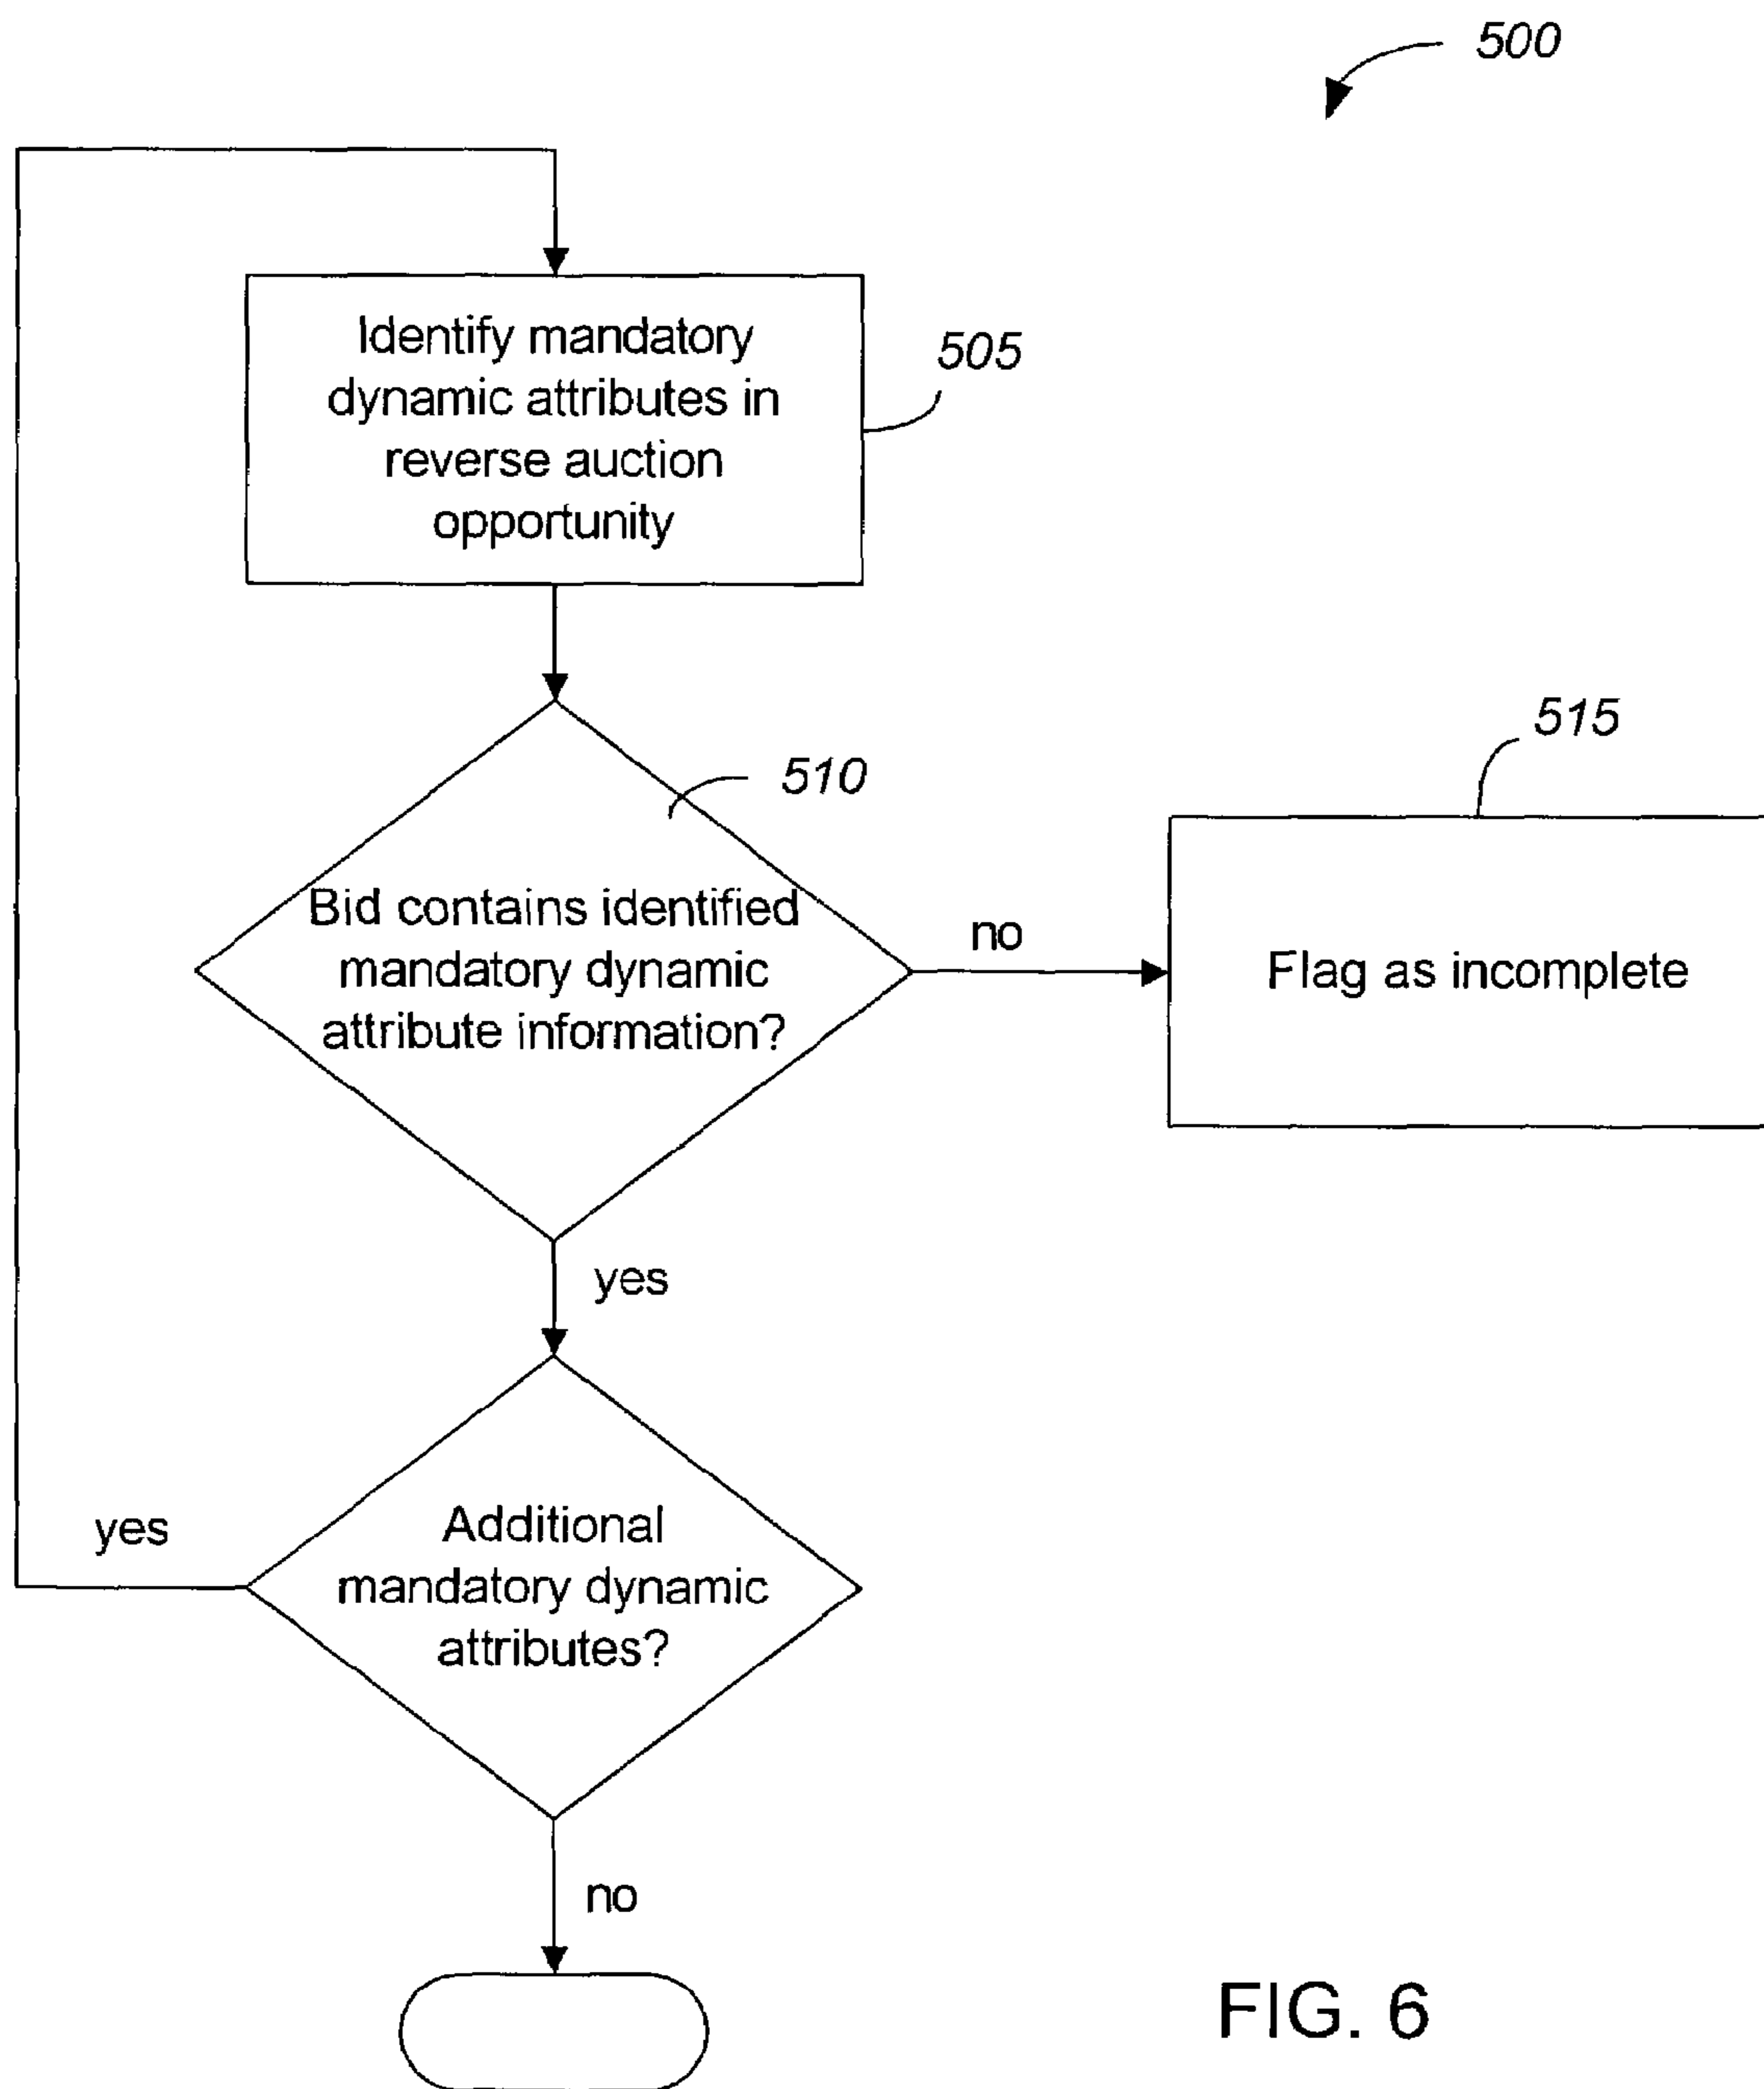 500
Identify mandatory
dynamic attributes in
reverse auction
opportunity
505
510
515
Bid contains identified
mandatory dynamic
attribute information?
no
Flag as incomplete
yes
Additional
mandatory dynamic
attributes?
yes
no
FIG. 6